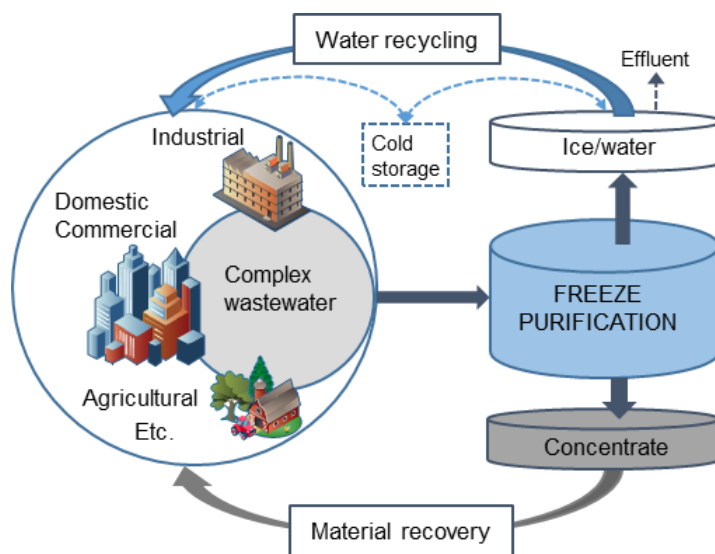 Water recycling
Effluent
Industrial
Cold
storage
Ice/water
Domestic
Commercial
Complex
wastewater
FREEZE
PURIFICATION
Agricultural
Etc.
Concentrate
Material recovery